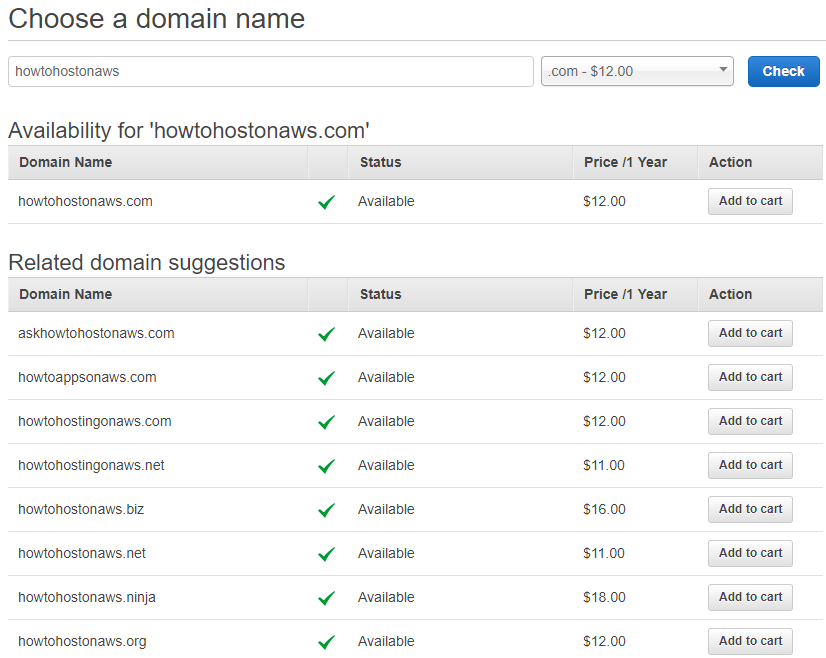 Choose a domain name
howtohostonaws .com - $12.00 Check
Availability for 'howtohostonaws.com'
Domain Name Status Price /1 Year Action
howtohostonaws.com Available $12.00 Add to cart
Related domain suggestions
Domain Name Status Price /1 Year Action
askhowtohostonaws.com Available $12.00 Add to cart
howtoappsonaws.com Available $12.00 Add to cart
howtohostingonaws.com Available $12.00 Add to cart
howtohostingonaws.net Available $11.00 Add to cart
howtohostonaws.biz Available $16.00 Add to cart
howtohostonaws.net Available $11.00 Add to cart
howtohostonaws.ninja Available $18.00 Add to cart
howtohostonaws.org Available $12.00 Add to cart